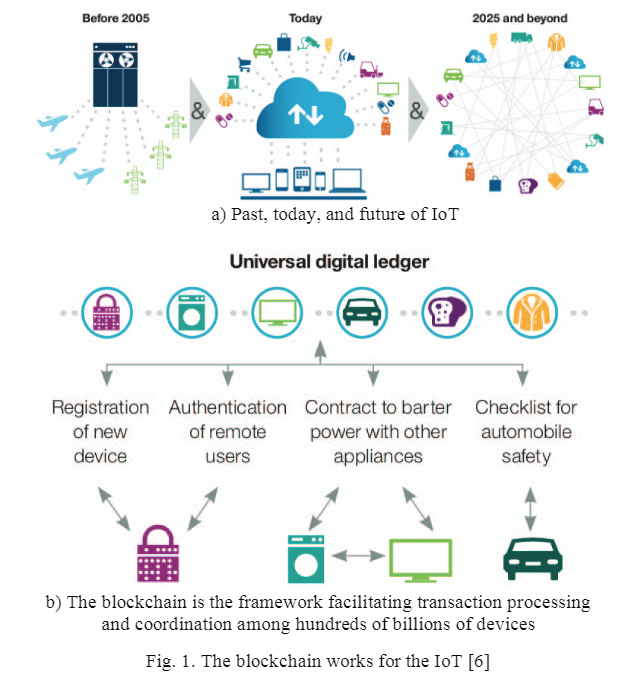 Before 2005
Today
2025 and beyond
&
&
a) Past, today, and future of IoT
Universal digital ledger
Registration
of new
device
Authentication
of remote
users
Contract to barter
power with other
appliances
Checklist for
automobile
safety
b) The blockchain is the framework facilitating transaction processing
and coordination among hundreds of billions of devices
Fig. 1. The blockchain works for the IoT [6]